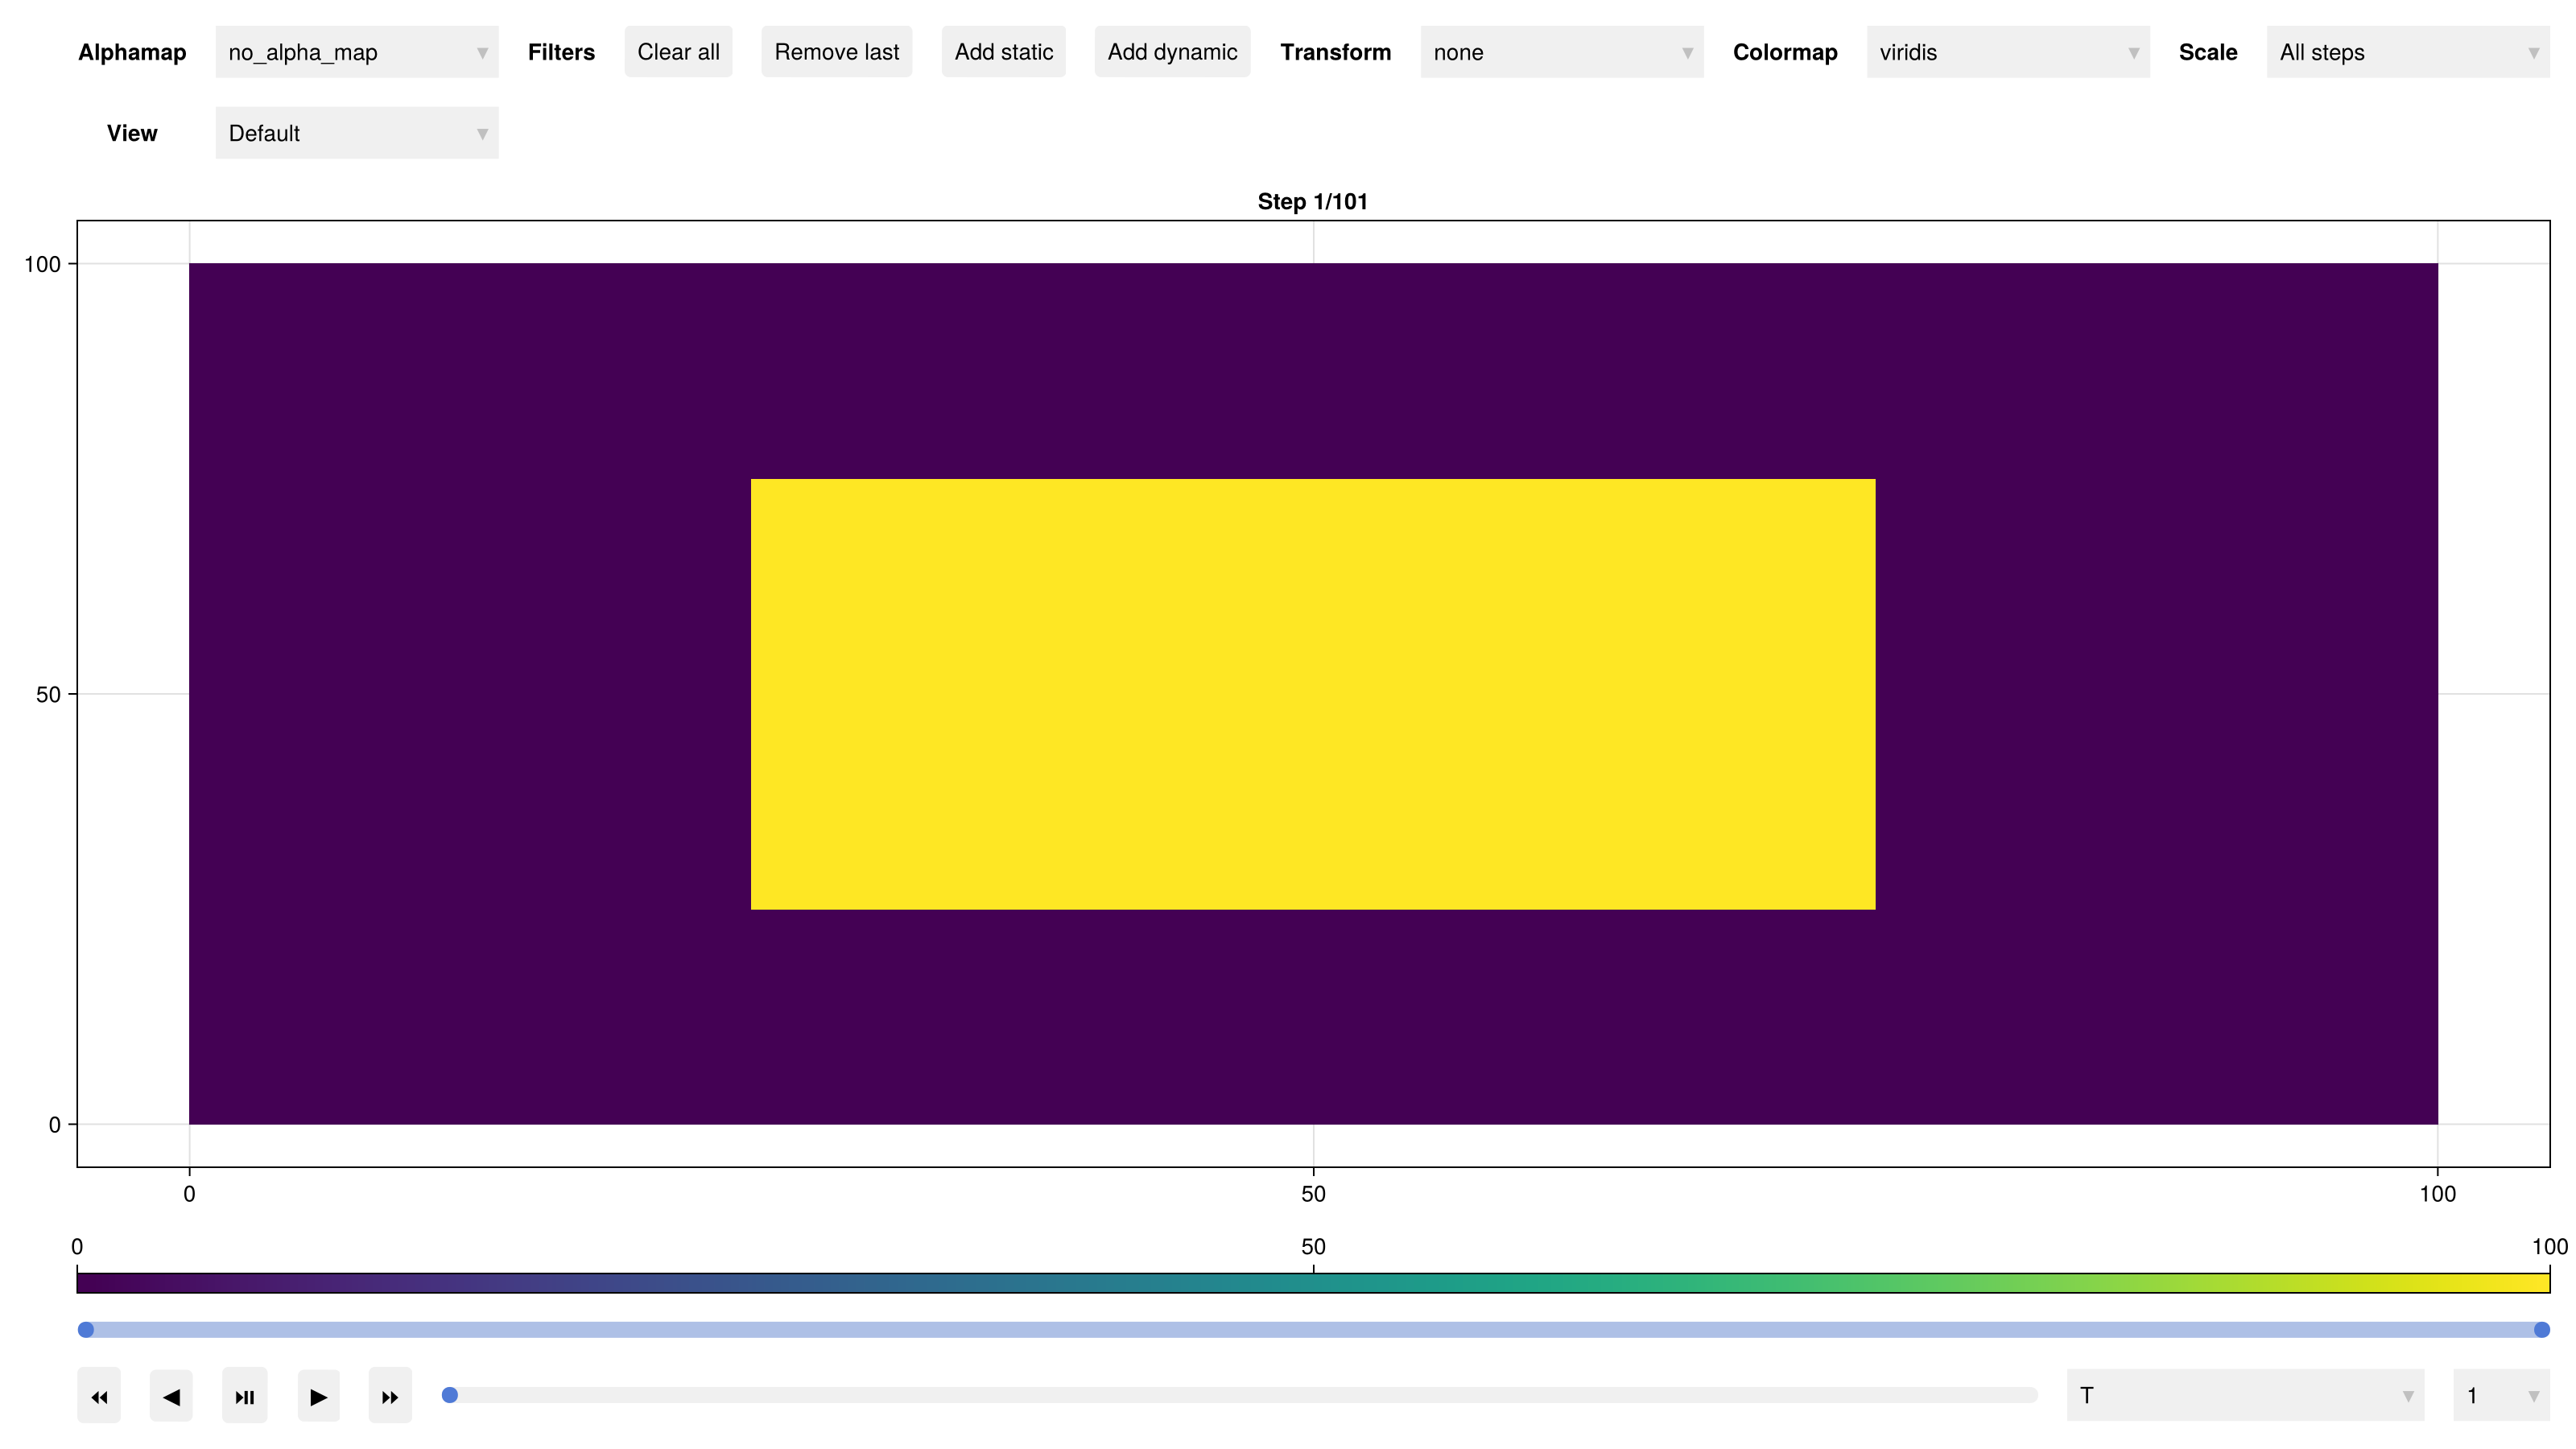 Alphamap no_alpha_map Filters Clear all Remove last Add static Add dynamic Transform none Colormap viridis Scale All steps
View Default
Step 1/101
100
50
0
0 50 100
0 50 100
T 1